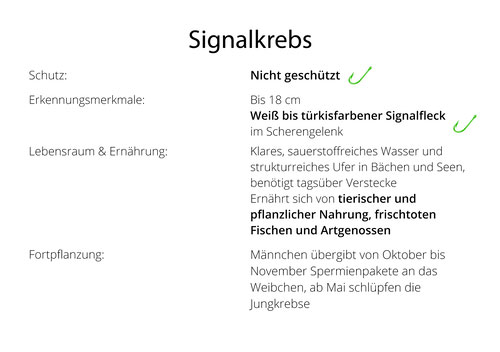 Signalkrebs
Schutz:
Nicht geschützt
Erkennungsmerkmale:
Bis 18 cm
Weiß bis türkisfarbener Signalfleck
im Scherengelenk
Lebensraum & Ernährung:
Klares, sauerstoffreiches Wasser und
strukturreiches Ufer in Bächen und Seen,
benötigt tagsüber Verstecke
Ernährt sich von tierischer und
pflanzlicher Nahrung, frischtoten
Fischen und Artgenossen
Fortpflanzung:
Männchen übergibt von Oktober bis
November Spermienpakete an das
Weibchen, ab Mai schlüpfen die
Jungkrebse